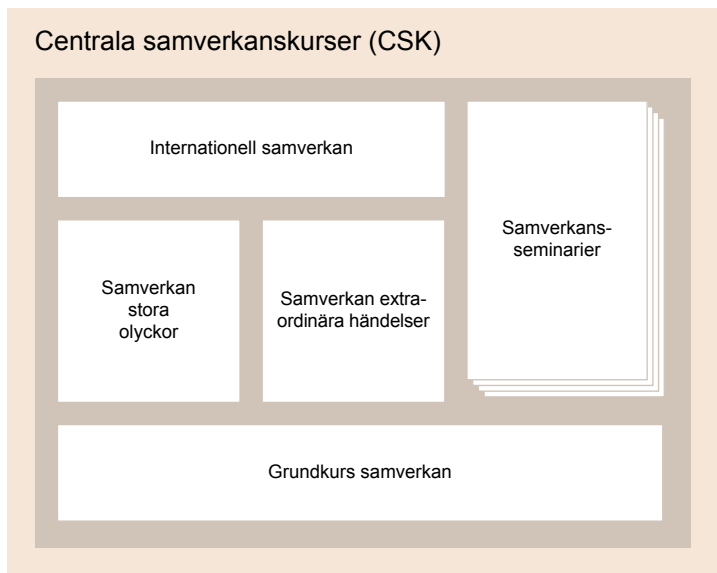 Centrala samverkanskurser (CSK)
Internationell samverkan
Samverkans-
seminarier
Samverkan
stora
olyckor
Samverkan extra-
ordinära händelser
Grundkurs samverkan